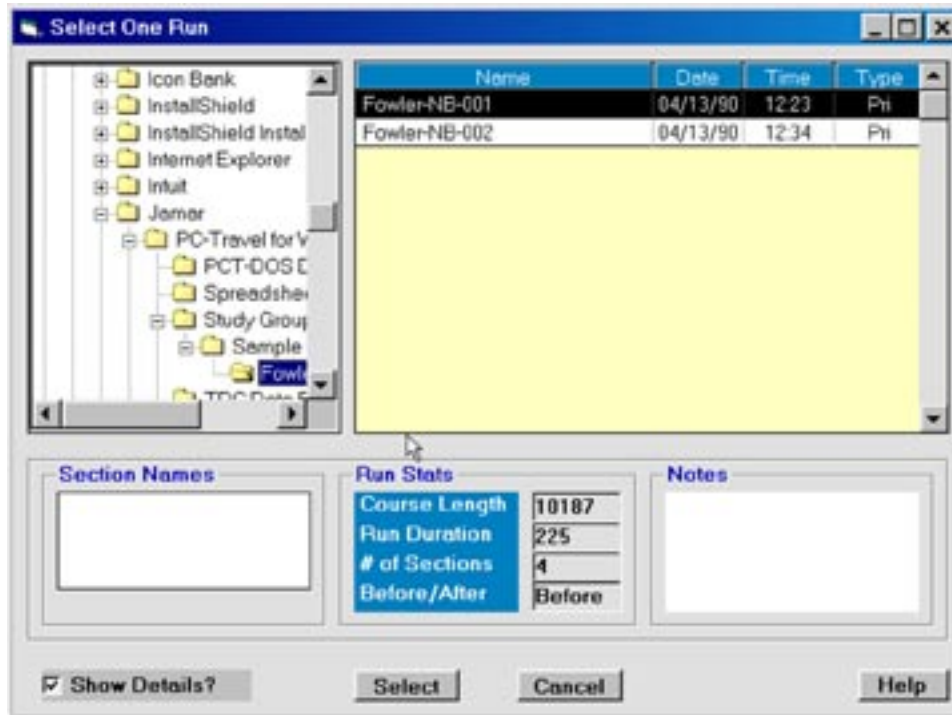 Select One Run
Icon Bank
InstallShield
InstallShield Instal
Internet Explorer
Intuit
Jamar
PC-Travel for W
PCT-DOS D
Spreadshe
Study Group
Sample
Fowl
TDC Data F
Name Date Time Type
Fowler-NB-001 04/13/90 12:23 Pri
Fowler-NB-002 04/13/90 12:34 Pri
Section Names
Run Stats
Course Length 10187
Run Duration 225
# of Sections 4
Before/After Before
Notes
Show Details?
Select
Cancel
Help